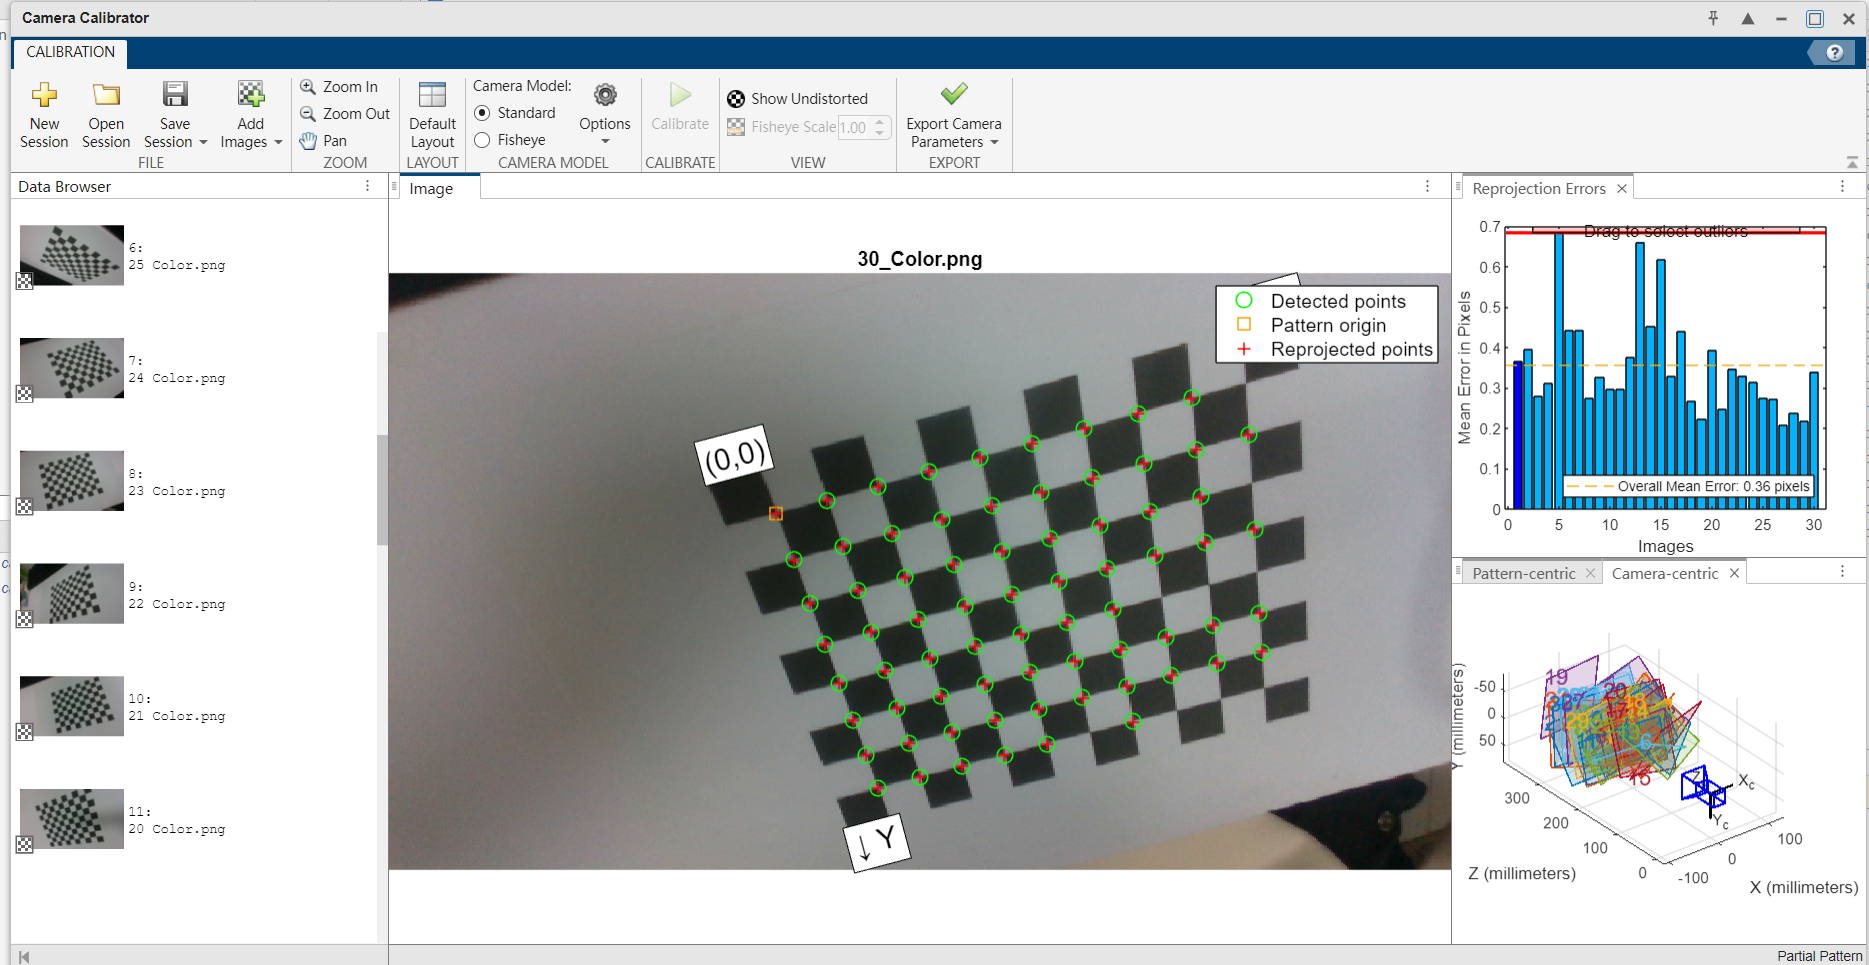 Camera Calibrator
CALIBRATION
New Session
Open Session
Save Session
Add Images
FILE
Zoom In
Zoom Out
Pan
ZOOM
Default Layout
LAYOUT
Camera Model:
Standard
Fisheye
Options
CAMERA MODEL
Calibrate
CALIBRATE
Show Undistorted
Fisheye Scale 1.00
VIEW
Export Camera Parameters
EXPORT
Data Browser
6:
25 Color.png
7:
24 Color.png
8:
23 Color.png
9:
22 Color.png
10:
21 Color.png
11:
20 Color.png
Image
30_Color.png
Detected points
Pattern origin
Reprojected points
(0,0)
↓ Y
Reprojection Errors
Drag to select outliers
Mean Error in Pixels
0.7
0.6
0.5
0.4
0.3
0.2
0.1
0
Overall Mean Error: 0.36 pixels
0 5 10 15 20 25 30
Images
Pattern-centric
Camera-centric
Y (millimeters)
-50
0
50
19
6
15
Z
Xc
Yc
300
200
100
0
Z (millimeters)
-100
0
100
X (millimeters)
Partial Pattern